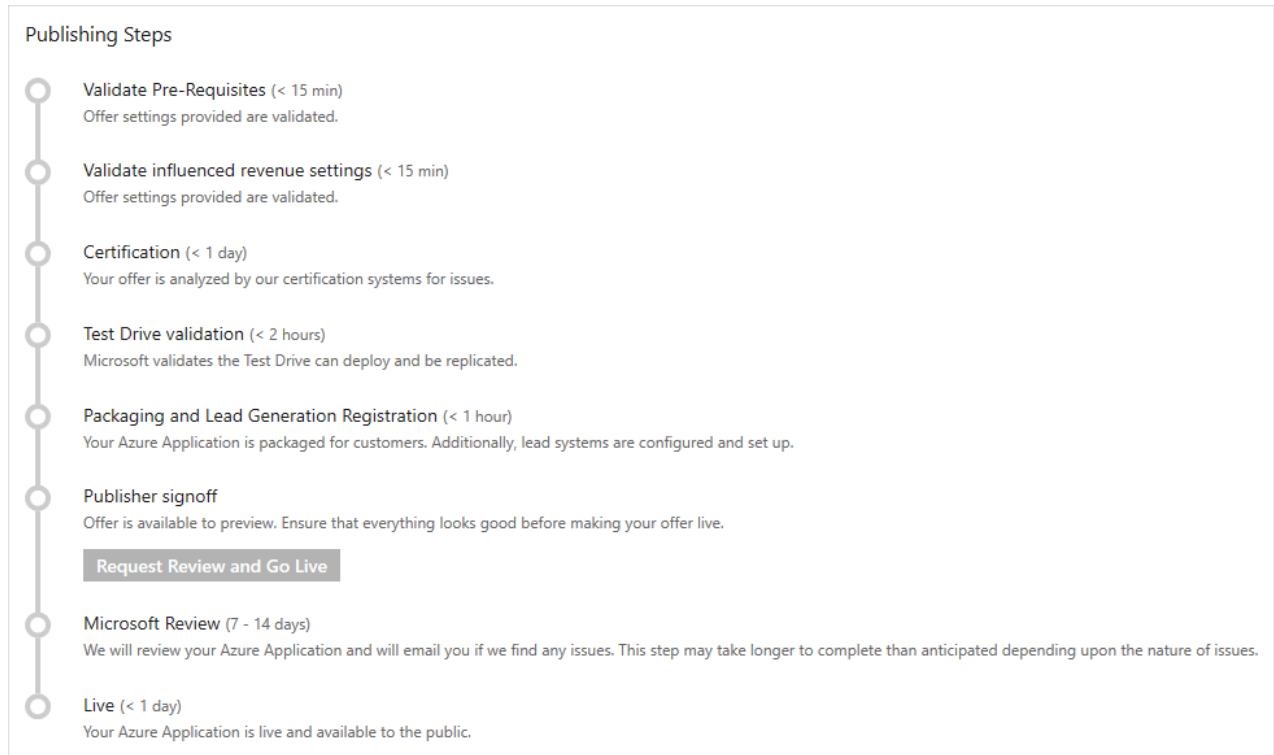 Publishing Steps
Validate Pre-Requisites (< 15 min)
Offer settings provided are validated.
Validate influenced revenue settings (< 15 min)
Offer settings provided are validated.
Certification (< 1 day)
Your offer is analyzed by our certification systems for issues.
Test Drive validation (< 2 hours)
Microsoft validates the Test Drive can deploy and be replicated.
Packaging and Lead Generation Registration (< 1 hour)
Your Azure Application is packaged for customers. Additionally, lead systems are configured and set up.
Publisher signoff
Offer is available to preview. Ensure that everything looks good before making your offer live.
Request Review and Go Live
Microsoft Review (7 - 14 days)
We will review your Azure Application and will email you if we find any issues. This step may take longer to complete than anticipated depending upon the nature of issues.
Live (< 1 day)
Your Azure Application is live and available to the public.